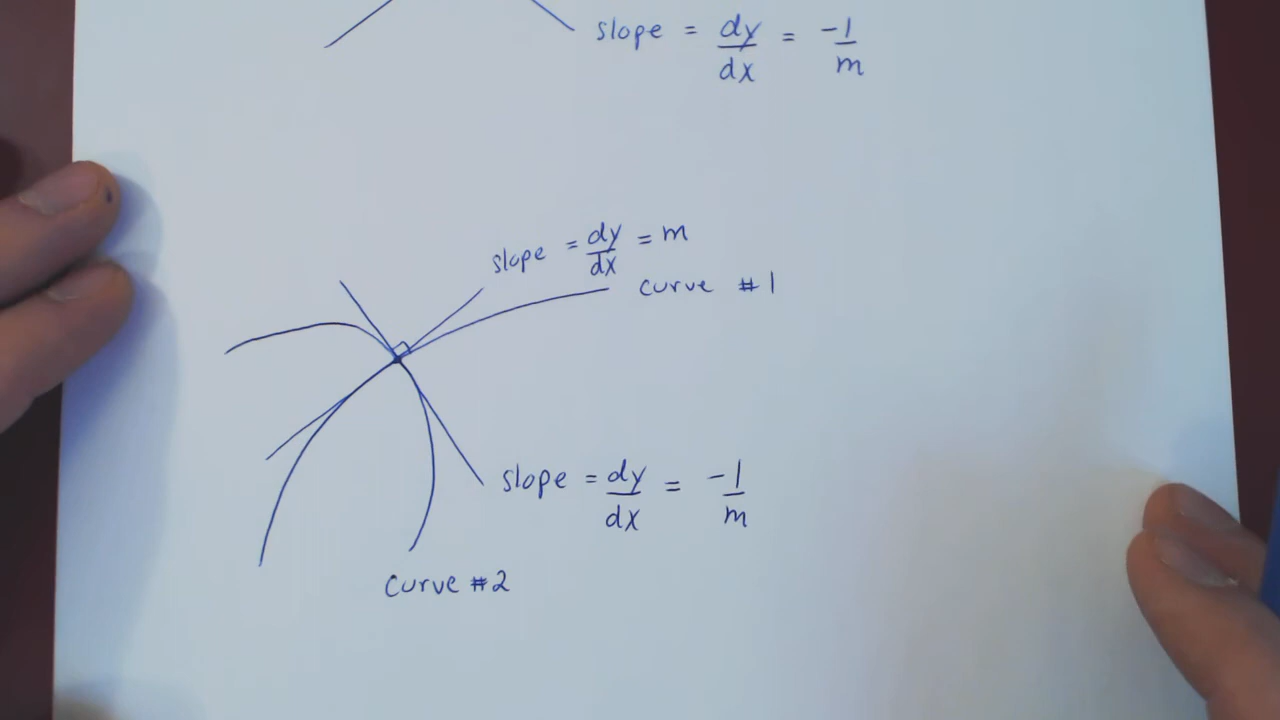 slope = dy/dx = -1/m
slope = dy/dx = m
curve #1
slope = dy/dx = -1/m
curve #2